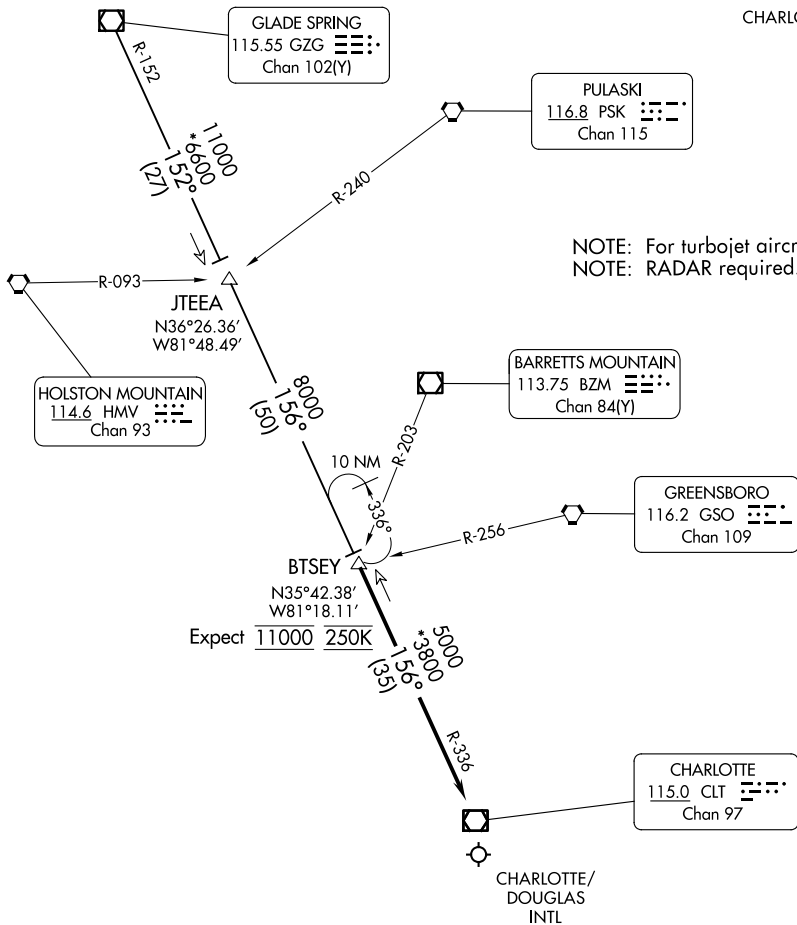 CHARLO
GLADE SPRING
115.55 GZG
Chan 102(Y)
R-152
PULASKI
116.8 PSK
Chan 115
11000
*6600
152°
(27)
R-240
NOTE: For turbojet aircr
NOTE: RADAR required.
R-093
JTEEA
N36°26.36'
W81°48.49'
HOLSTON MOUNTAIN
114.6 HMV
Chan 93
BARRETTS MOUNTAIN
113.75 BZM
Chan 84(Y)
8000
156°
(50)
R-203
10 NM
336°
GREENSBORO
116.2 GSO
Chan 109
R-256
BTSEY
N35°42.38'
W81°18.11'
Expect 11000 250K
5000
*3800
156°
(35)
R-336
CHARLOTTE
115.0 CLT
Chan 97
CHARLOTTE/
DOUGLAS
INTL